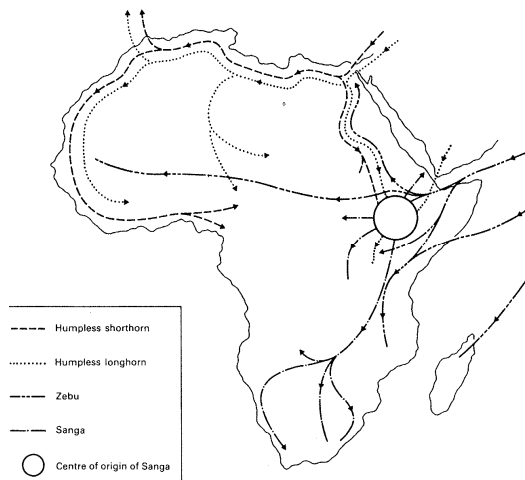 Humpless shorthorn
Humpless longhorn
Zebu
Sanga
Centre of origin of Sanga